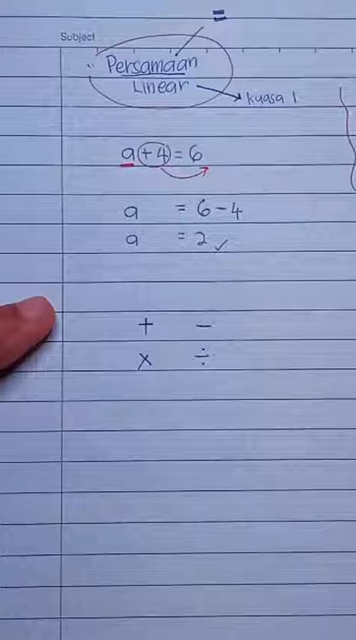 =
Subject
Persamaan
Linear
kuasa 1
a + 4 = 6
a = 6 - 4
a = 2 ✓
+ -
× ÷